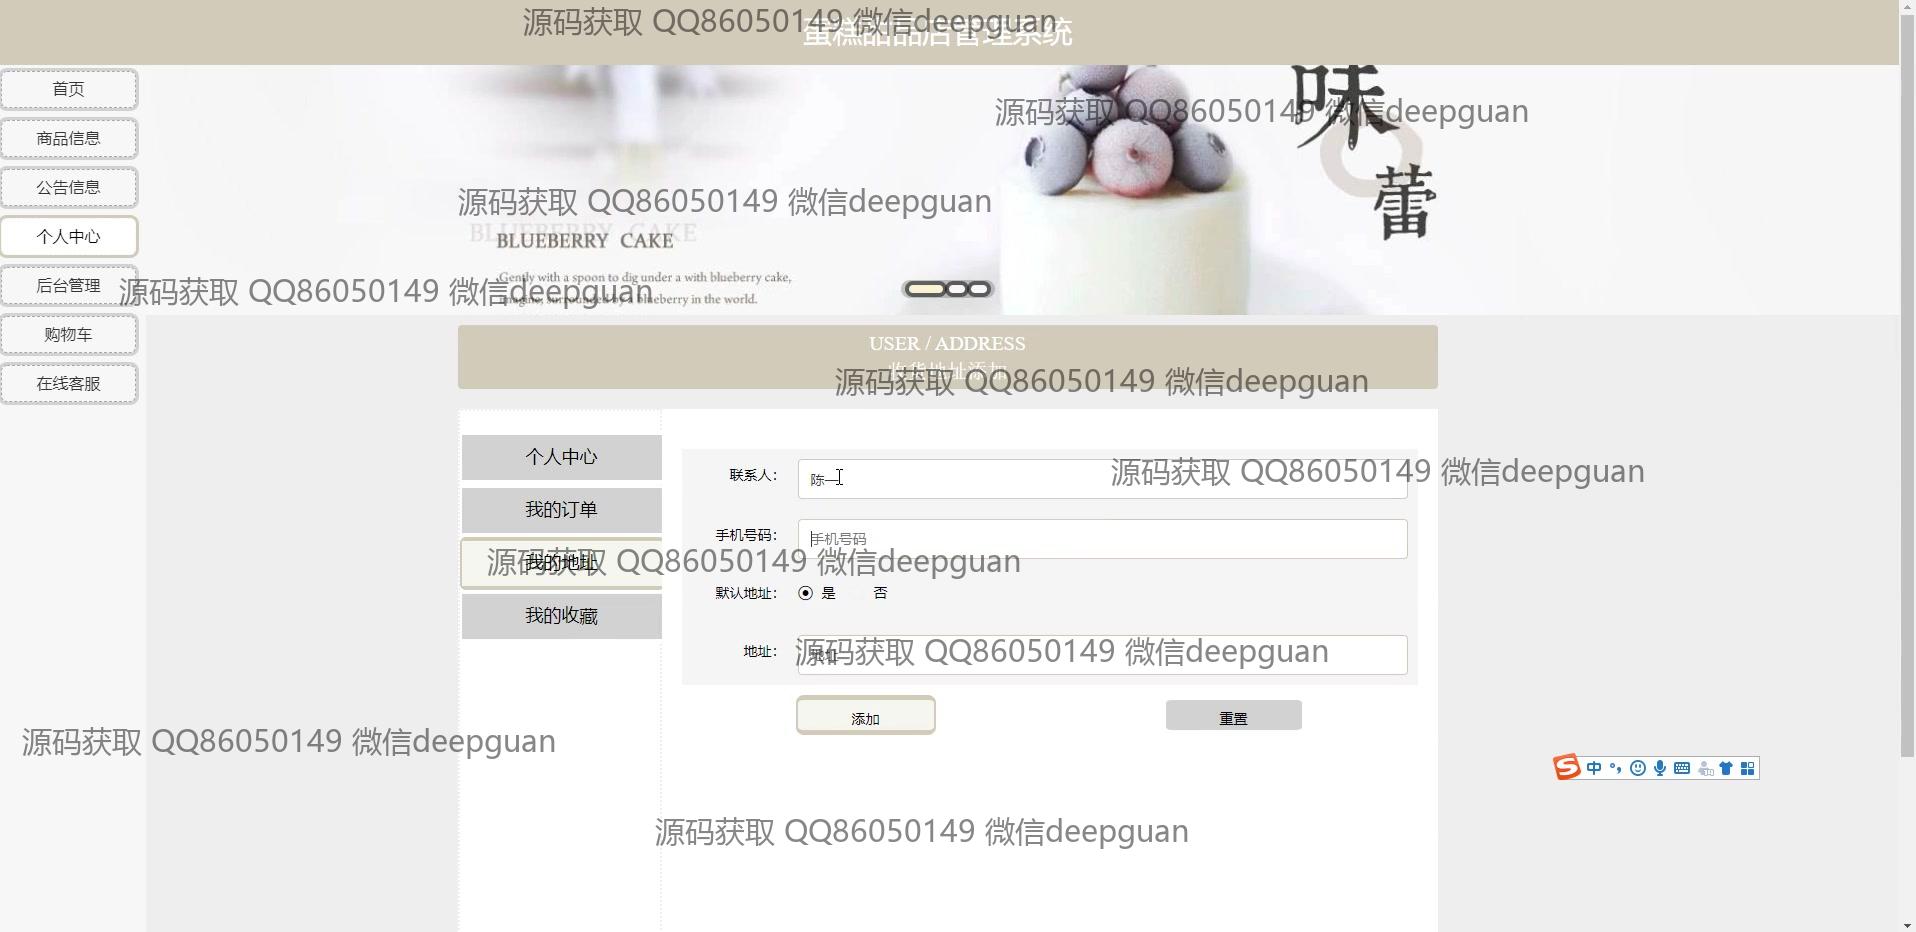 源码获取 QQ86050149 微信deepguan
蛋糕甜品店管理系统
首页
商品信息
公告信息
个人中心
后台管理
购物车
在线客服
味
蕾
源码获取 QQ86050149 微信deepguan
源码获取 QQ86050149 微信deepguan
BLUEBERRY CAKE
BLUEBERRY CAKE
Gently with a spoon to dig under a with blueberry cake,
imagine, surrounded by a blueberry in the world.
源码获取 QQ86050149 微信deepguan
USER / ADDRESS
收货地址添加
源码获取 QQ86050149 微信deepguan
个人中心
我的订单
我的地址
我的收藏
联系人：
陈一
源码获取 QQ86050149 微信deepguan
手机号码：
手机号码
源码获取 QQ86050149 微信deepguan
默认地址：
是
否
地址：
地址
源码获取 QQ86050149 微信deepguan
添加
重置
源码获取 QQ86050149 微信deepguan
中
源码获取 QQ86050149 微信deepguan